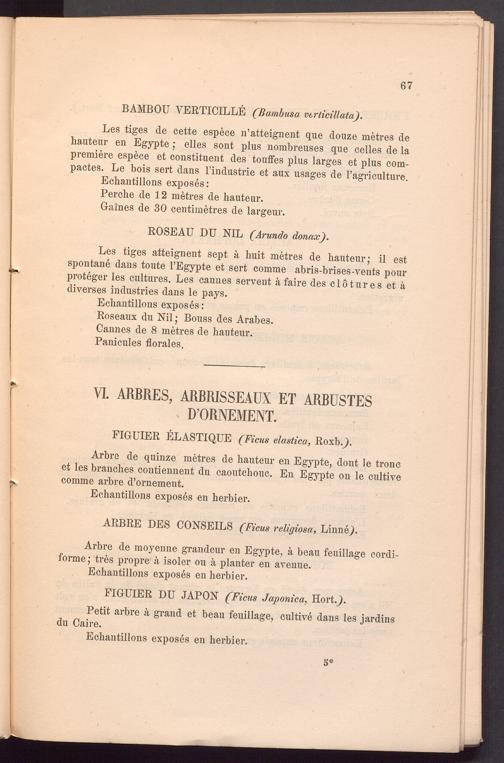 67
BAMBOU VERTICILLÉ (Bambusa verticillata).
Les tiges de cette espèce n'atteignent que douze mètres de
hauteur en Egypte ; elles sont plus nombreuses que celles de la
première espèce et constituent des touffes plus larges et plus com-
pactes. Le bois sert dans l'industrie et aux usages de l'agriculture.
Echantillons exposés:
Perche de 12 mètres de hauteur.
Gaînes de 30 centimètres de largeur.
ROSEAU DU NIL (Arundo donax).
Les tiges atteignent sept à huit mètres de hauteur; il est
spontané dans toute l'Egypte et sert comme abris-brises-vents pour
protéger les cultures. Les cannes servent à faire des clôtures et à
diverses industries dans le pays.
Echantillons exposés:
Roseaux du Nil; Bouss des Arabes.
Cannes de 8 mètres de hauteur.
Panicules florales.
VI. ARBRES, ARBRISSEAUX ET ARBUSTES
D'ORNEMENT.
FIGUIER ÉLASTIQUE (Ficus elastica, Roxb.).
Arbre de quinze mètres de hauteur en Egypte, dont le tronc
et les branches contiennent du caoutchouc. En Egypte on le cultive
comme arbre d'ornement.
Echantillons exposés en herbier.
ARBRE DES CONSEILS (Ficus religiosa, Linné).
Arbre de moyenne grandeur en Egypte, à beau feuillage cordi-
forme; très propre à isoler ou à planter en avenue.
Echantillons exposés en herbier.
FIGUIER DU JAPON (Ficus Japonica, Hort.).
Petit arbre à grand et beau feuillage, cultivé dans les jardins
du Caire.
Echantillons exposés en herbier.
5*